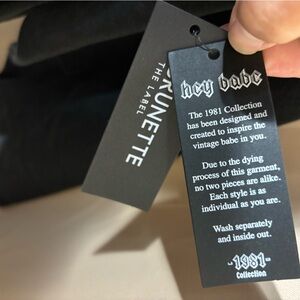 BRUNETTE
THE LABEL
hey babe
The 1981 Collection
has been designed and
created to inspire the
vintage babe in you.
Due to the dying
process of this garment,
no two pieces are alike.
Each style is as
individual as you are.
Wash separately
and inside out.
-1981-
Collection